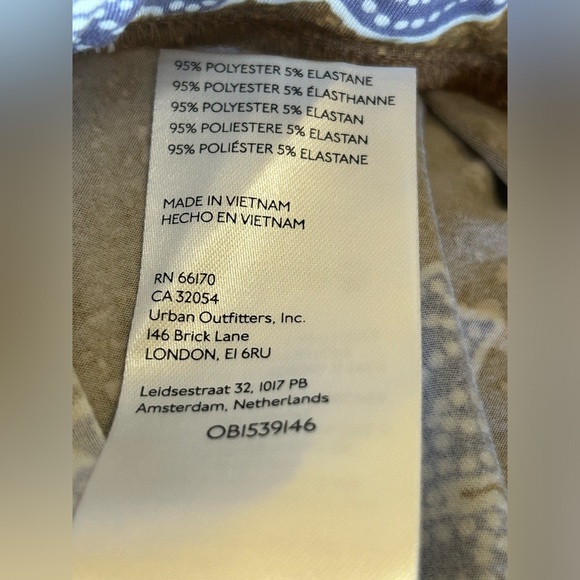 95% POLYESTER 5% ELASTANE
95% POLYESTER 5% ÉLASTHANNE
95% POLYESTER 5% ELASTAN
95% POLIESTERE 5% ELASTAN
95% POLIÉSTER 5% ELASTANE
MADE IN VIETNAM
HECHO EN VIETNAM
RN 66170
CA 32054
Urban Outfitters, Inc.
146 Brick Lane
LONDON, E1 6RU
Leidsestraat 32, 1017 PB
Amsterdam, Netherlands
OB1539146